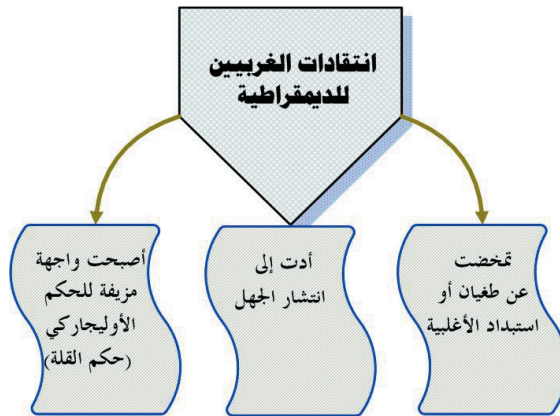 انتقادات الغربيين
للديمقراطية
تمخضت
عن طغيان أو
استبداد الأغلبية
أدت إلى
انتشار الجهل
أصبحت واجهة
مزيفة للحكم
الأوليجاركي
(حكم القلة)